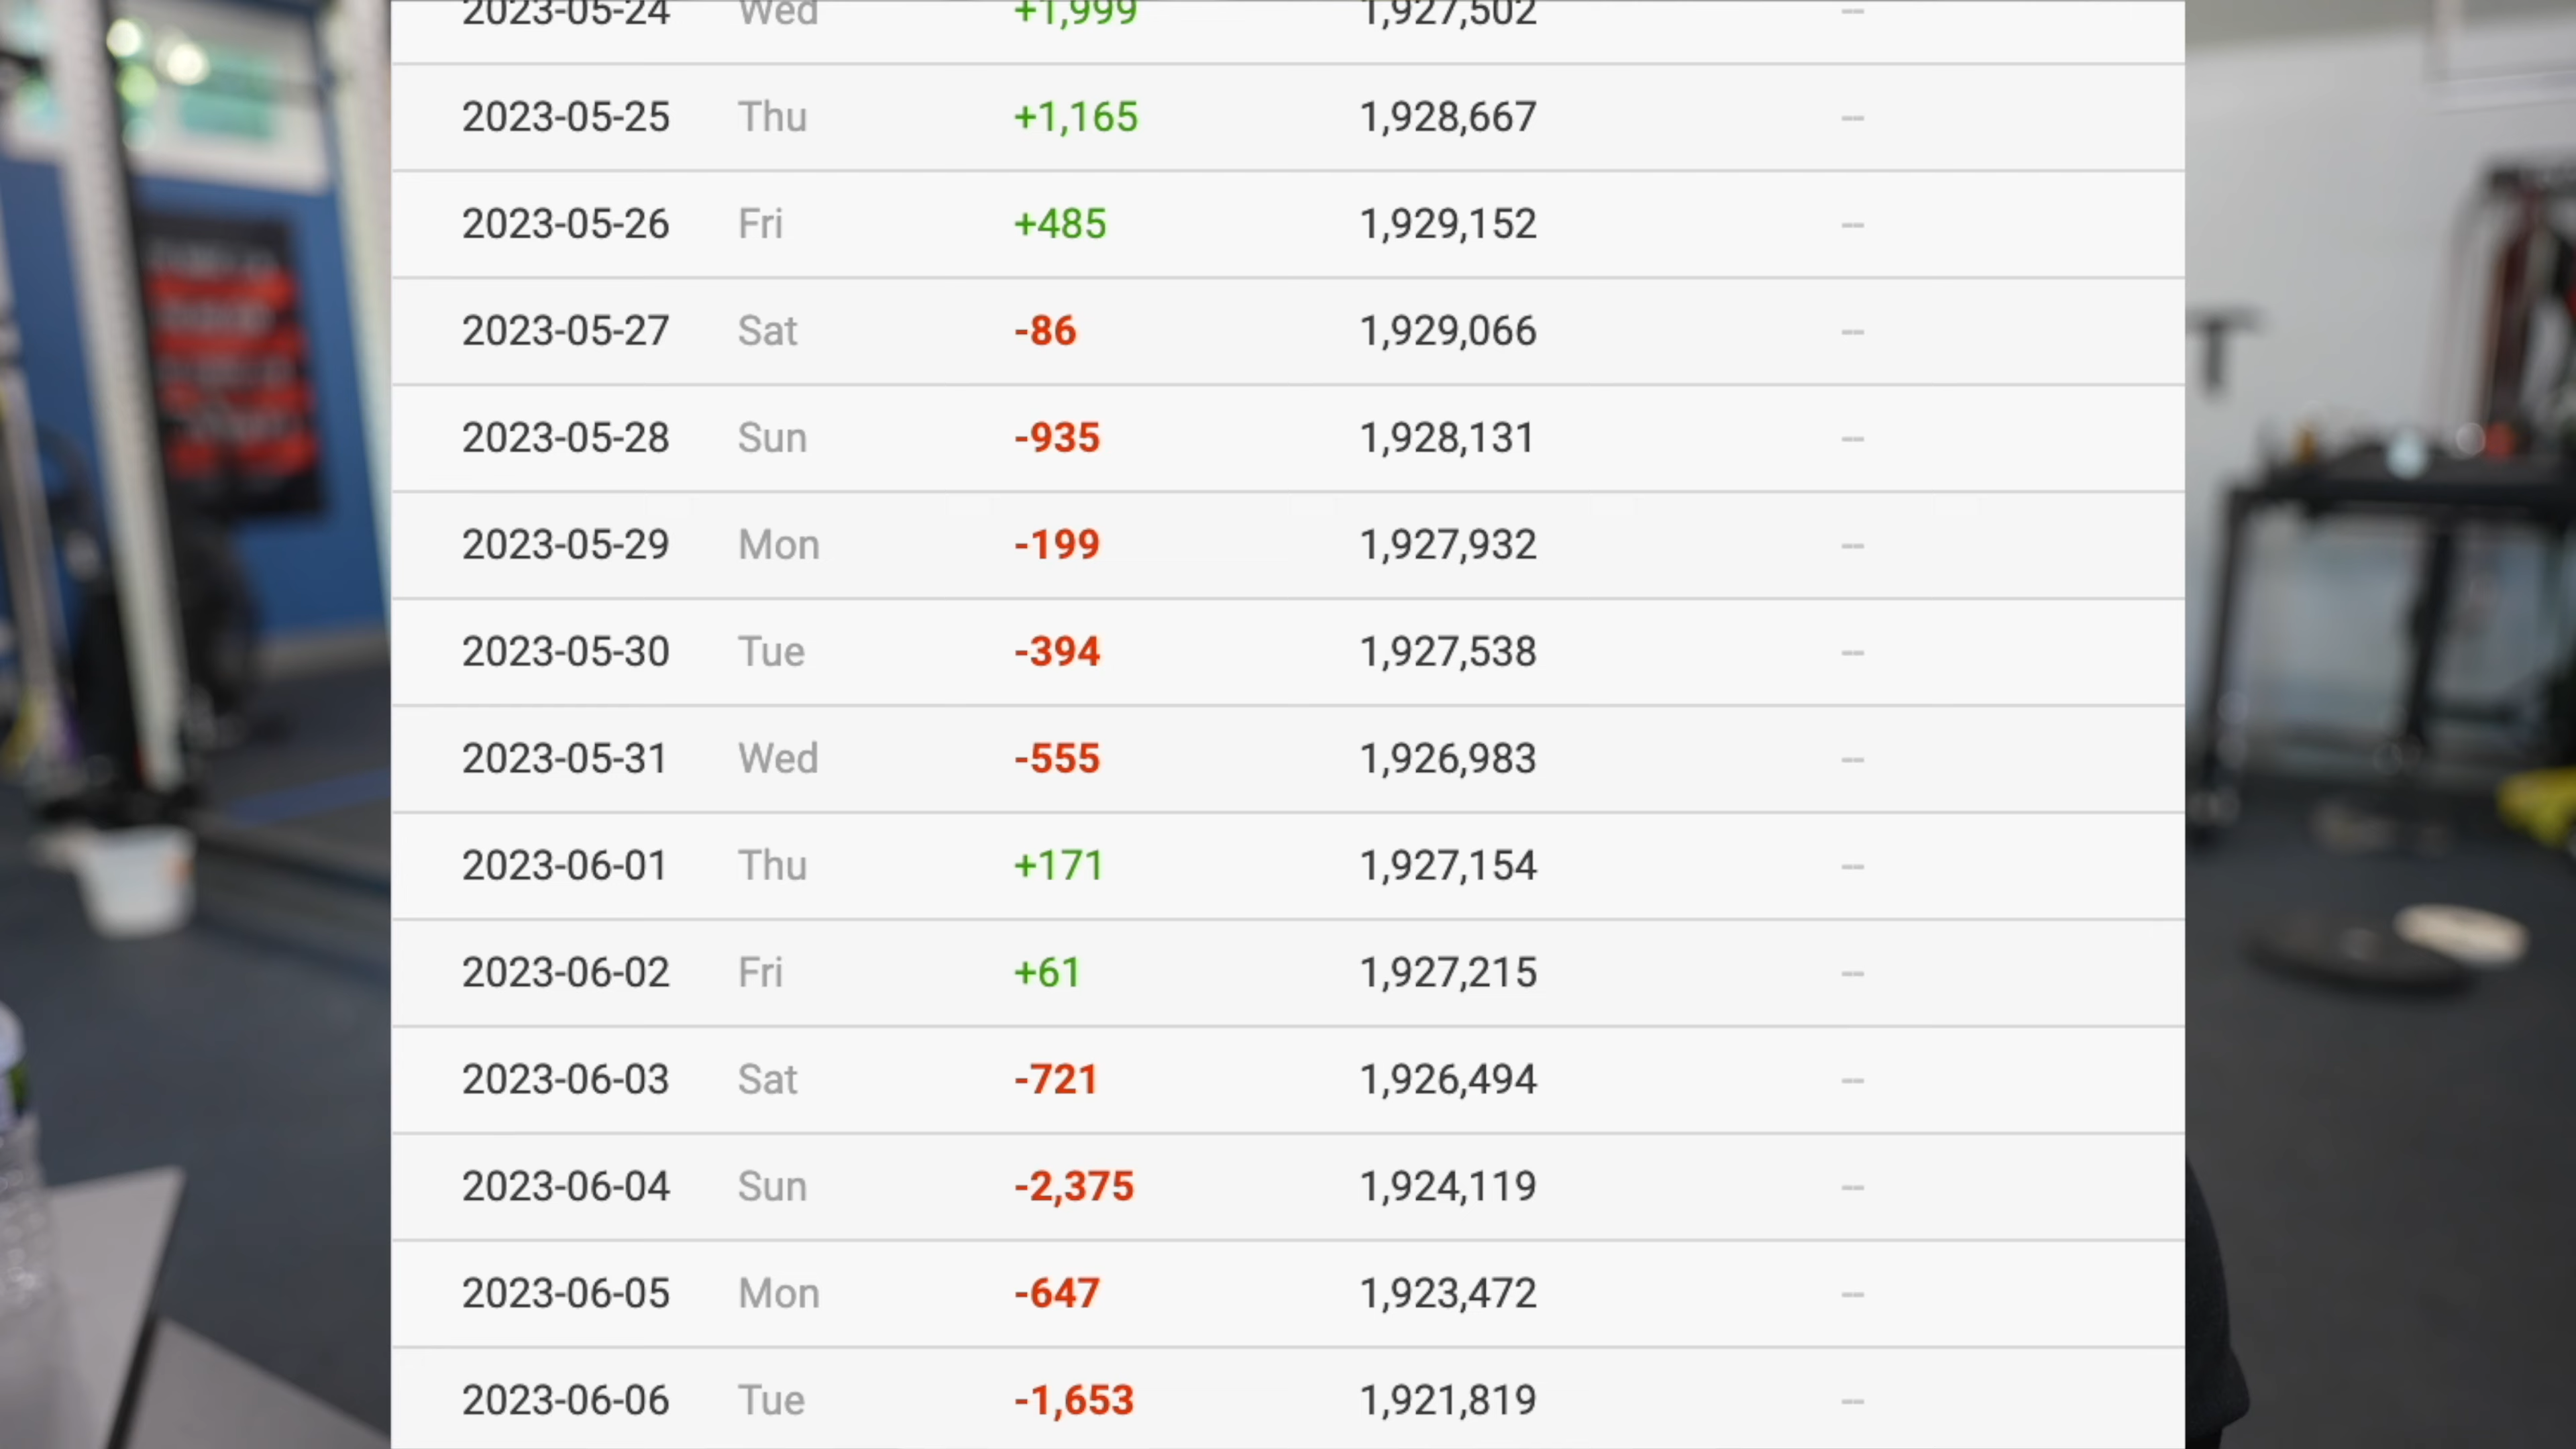 2023-05-24 Wed +1,999 1,927,502 --
2023-05-25 Thu +1,165 1,928,667 --
2023-05-26 Fri +485 1,929,152 --
2023-05-27 Sat -86 1,929,066 --
2023-05-28 Sun -935 1,928,131 --
2023-05-29 Mon -199 1,927,932 --
2023-05-30 Tue -394 1,927,538 --
2023-05-31 Wed -555 1,926,983 --
2023-06-01 Thu +171 1,927,154 --
2023-06-02 Fri +61 1,927,215 --
2023-06-03 Sat -721 1,926,494 --
2023-06-04 Sun -2,375 1,924,119 --
2023-06-05 Mon -647 1,923,472 --
2023-06-06 Tue -1,653 1,921,819 --